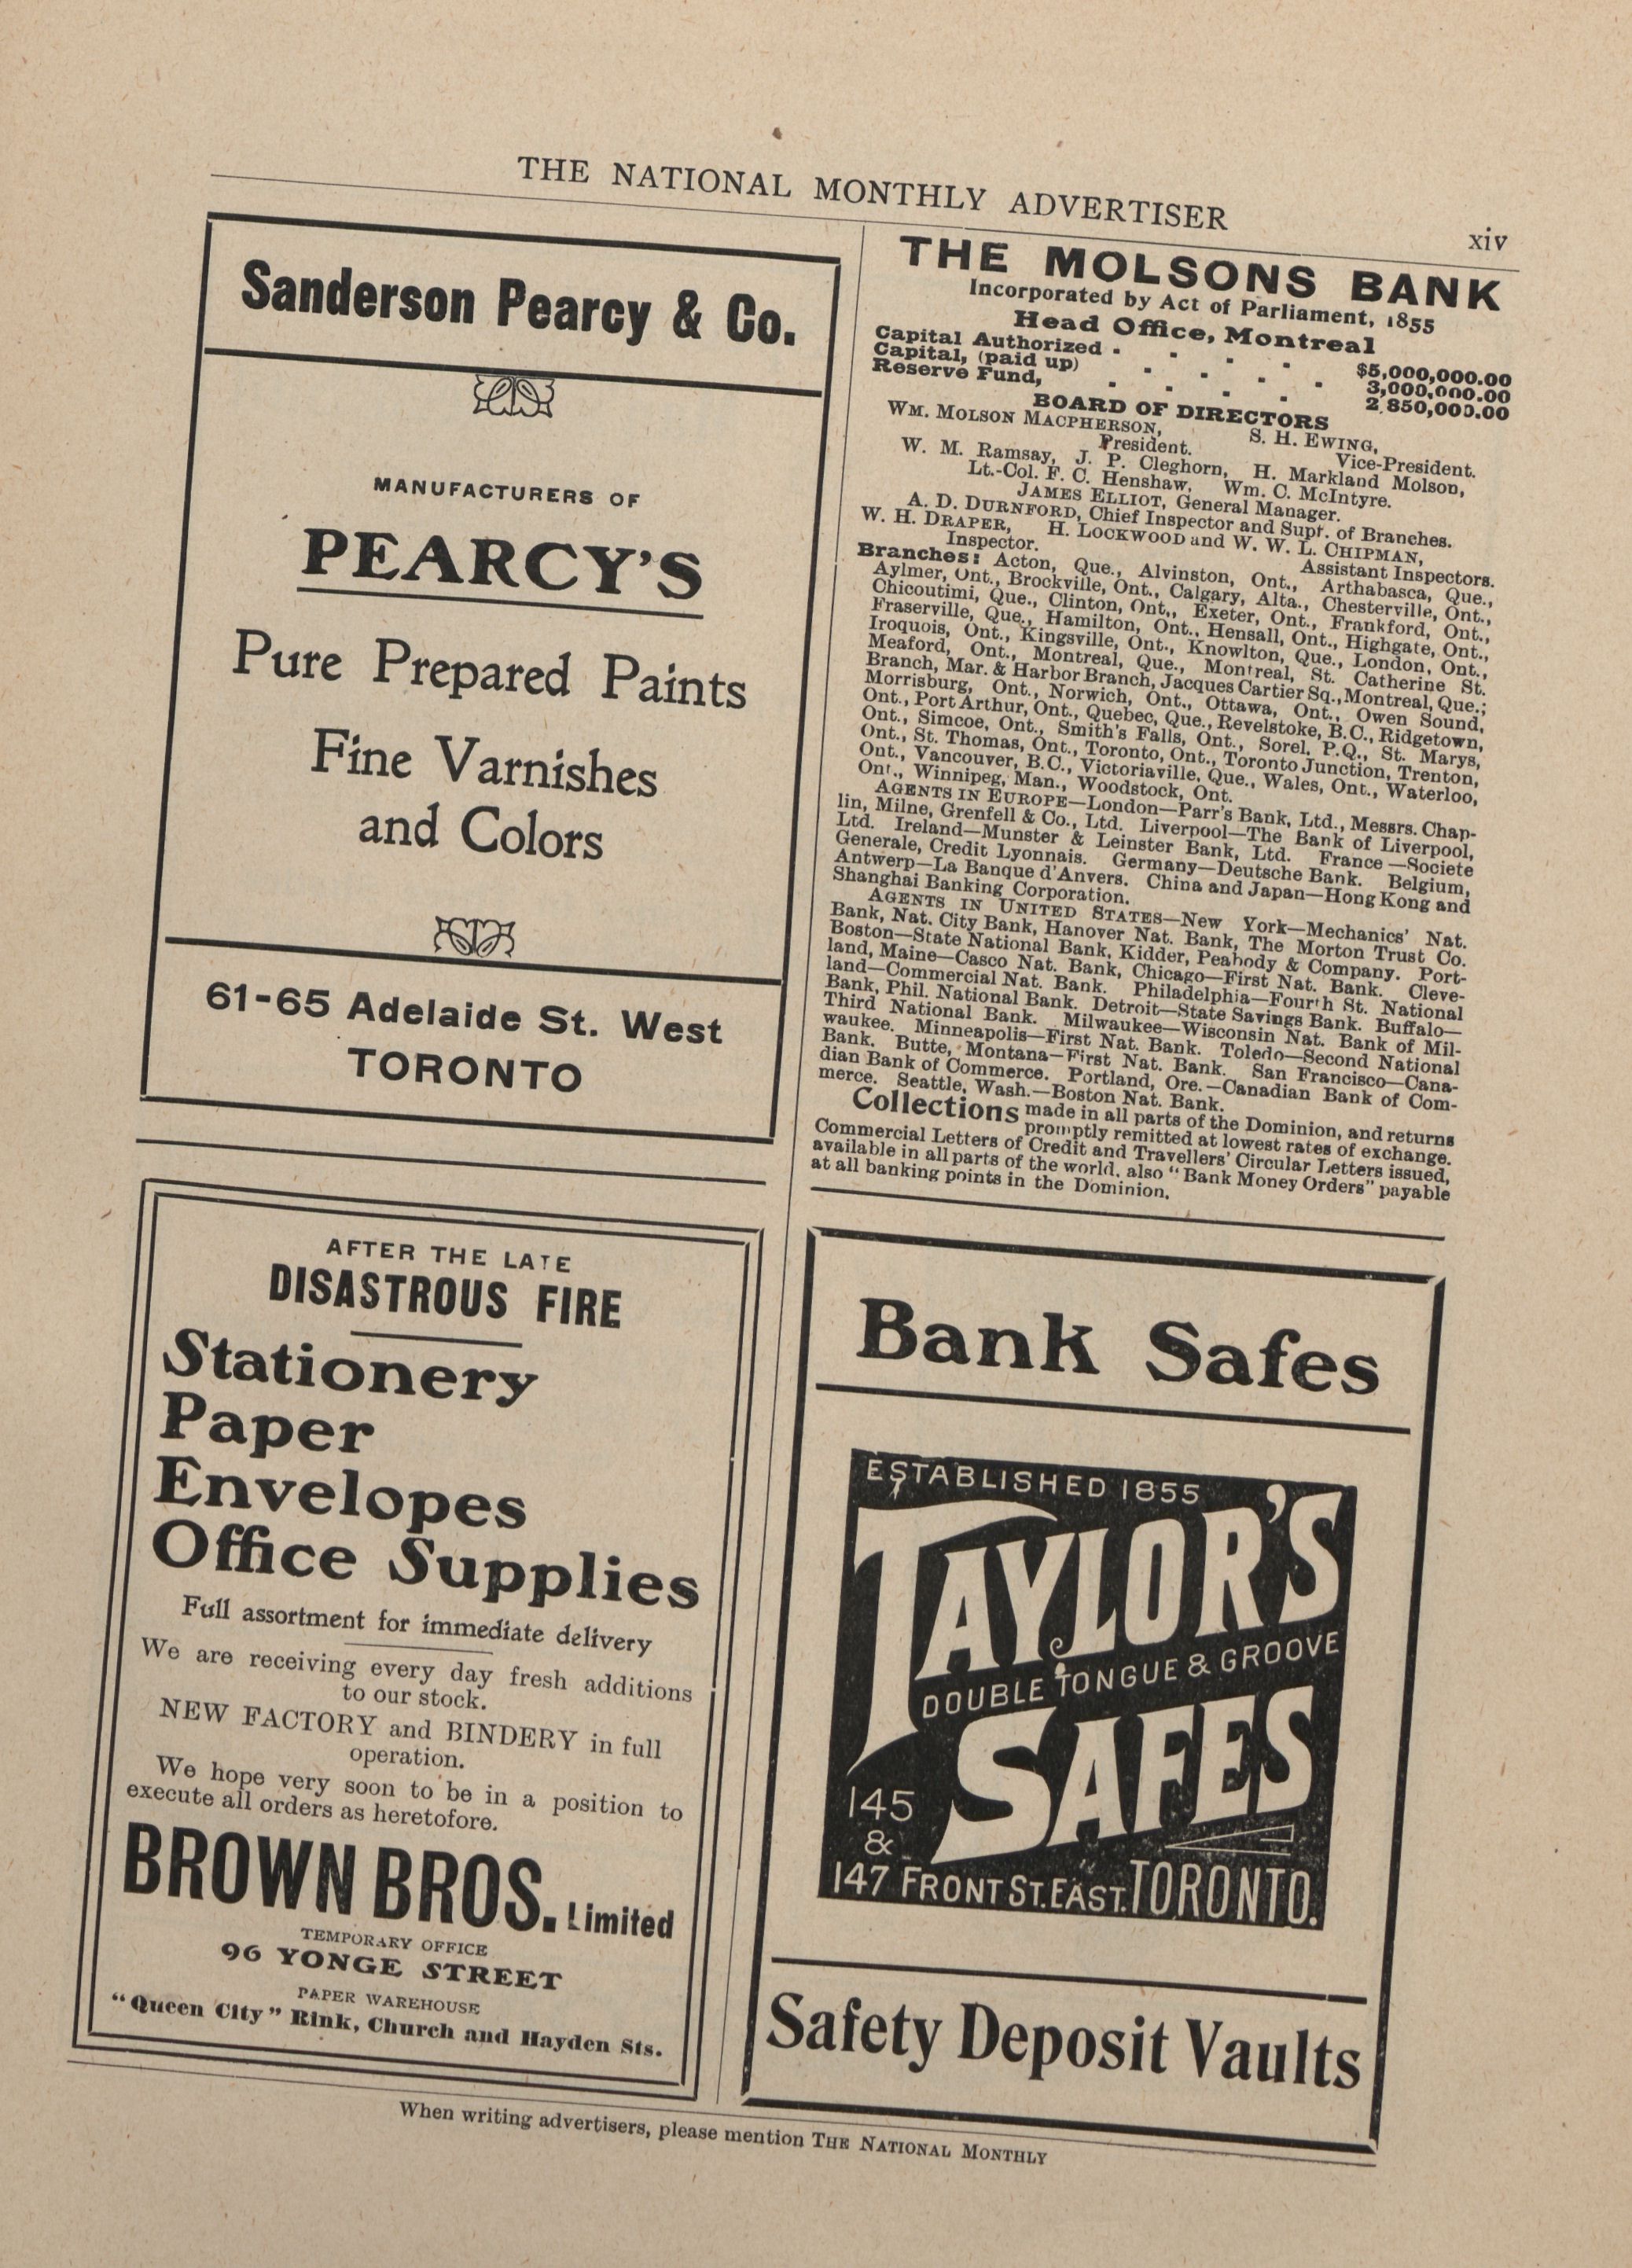 THE NATIONAL MONTHLY ADVERTISER
xiv
Sanderson Pearcy & Co.
MANUFACTURERS OF
PEARCY'S
Pure Prepared Paints
Fine Varnishes
and Colors
61-65 Adelaide St. West
TORONTO
AFTER THE LATE
DISASTROUS FIRE
Stationery
Paper
Envelopes
Office Supplies
Full assortment for immediate delivery
We are receiving every day fresh additions
to our stock.
NEW FACTORY and BINDERY in full
operation.
We hope very soon to be in a position to
execute all orders as heretofore.
BROWN BROS. Limited
TEMPORARY OFFICE
96 YONGE STREET
PAPER WAREHOUSE
"Queen City" Rink, Church and Hayden Sts.
THE MOLSONS BANK
Incorporated by Act of Parliament, 1855
Head Office, Montreal
Capital Authorized - - - - - $5,000,000.00
Capital, (paid up) - - - - 3,000,000.00
Reserve Fund, - - - - 2,850,000.00
BOARD OF DIRECTORS
WM. MOLSON MACPHERSON, S. H. EWING,
President. Vice-President.
W. M. Ramsay, J. P. Cleghorn, H. Markland Molson,
Lt.-Col. F. C. Henshaw, Wm. C. McIntyre.
JAMES ELLIOT, General Manager.
A. D. DURNFORD, Chief Inspector and Supt. of Branches.
W. H. DRAPER, H. LOCKWOOD and W. W. L. CHIPMAN,
Inspector. Assistant Inspectors.
Branches: Acton, Que., Alvinston, Ont., Arthabasca, Que.,
Aylmer, Ont., Brockville, Ont., Calgary, Alta., Chesterville, Ont.,
Chicoutimi, Que., Clinton, Ont., Exeter, Ont., Frankford, Ont.,
Fraserville, Que., Hamilton, Ont., Hensall, Ont., Highgate, Ont.,
Iroquois, Ont., Kingsville, Ont., Knowlton, Que., London, Ont.,
Meaford, Ont., Montreal, Que., Montreal, St. Catherine St.
Branch, Mar. & Harbor Branch, Jacques Cartier Sq., Montreal, Que.;
Morrisburg, Ont., Norwich, Ont., Ottawa, Ont., Owen Sound,
Ont., Port Arthur, Ont., Quebec, Que., Revelstoke, B.C., Ridgetown,
Ont., Simcoe, Ont., Smith's Falls, Ont., Sorel, P.Q., St. Marys,
Ont., St. Thomas, Ont., Toronto, Ont., Toronto Junction, Trenton,
Ont., Vancouver, B.C., Victoriaville, Que., Wales, Ont., Waterloo,
Ont., Winnipeg, Man., Woodstock, Ont.
AGENTS IN EUROPE—London—Parr's Bank, Ltd., Messrs. Chap-
lin, Milne, Grenfell & Co., Ltd. Liverpool—The Bank of Liverpool,
Ltd. Ireland—Munster & Leinster Bank, Ltd. France—Societe
Generale, Credit Lyonnais. Germany—Deutsche Bank. Belgium,
Antwerp—La Banque d'Anvers. China and Japan—Hong Kong and
Shanghai Banking Corporation.
AGENTS IN UNITED STATES—New York—Mechanics' Nat.
Bank, Nat. City Bank, Hanover Nat. Bank, The Morton Trust Co.
Boston—State National Bank, Kidder, Peabody & Company. Port-
land, Maine—Casco Nat. Bank, Chicago—First Nat. Bank. Cleve-
land—Commercial Nat. Bank. Philadelphia—Fourth St. National
Bank, Phil. National Bank. Detroit—State Savings Bank. Buffalo—
Third National Bank. Milwaukee—Wisconsin Nat. Bank of Mil-
waukee. Minneapolis—First Nat. Bank. Toledo—Second National
Bank. Butte, Montana—First Nat. Bank. San Francisco—Cana-
dian Bank of Commerce. Portland, Ore.—Canadian Bank of Com-
merce. Seattle, Wash.—Boston Nat. Bank.
Collections made in all parts of the Dominion, and returns
promptly remitted at lowest rates of exchange.
Commercial Letters of Credit and Travellers' Circular Letters issued,
available in all parts of the world, also "Bank Money Orders" payable
at all banking points in the Dominion.
Bank Safes
ESTABLISHED 1855
TAYLOR'S
DOUBLE TONGUE & GROOVE
SAFES
145
&
147 FRONT ST. EAST. TORONTO.
Safety Deposit Vaults
When writing advertisers, please mention THE NATIONAL MONTHLY